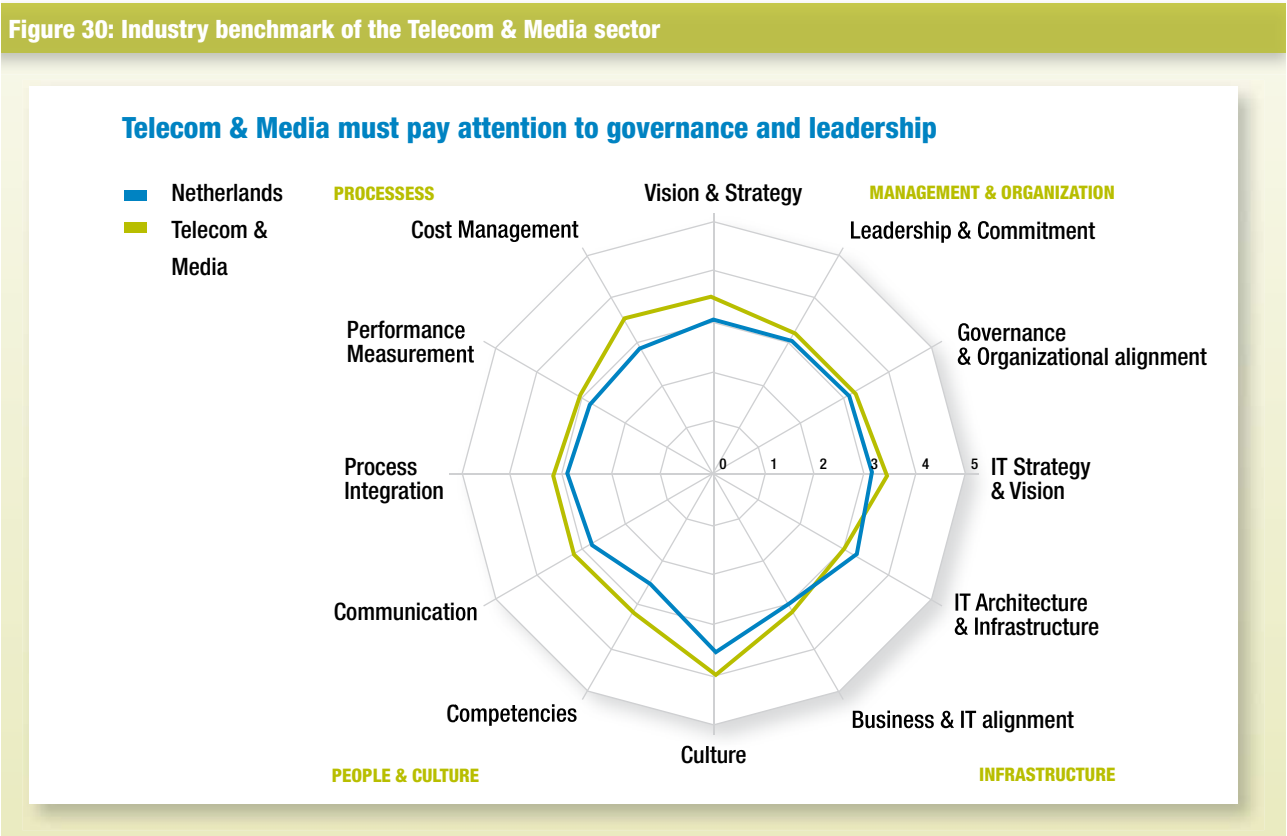 Figure 30: Industry benchmark of the Telecom & Media sector
Telecom & Media must pay attention to governance and leadership
Netherlands
Telecom &
Media
PROCESSESS
Vision & Strategy
MANAGEMENT & ORGANIZATION
Cost Management
Leadership & Commitment
Performance
Measurement
Governance
& Organizational alignment
Process
Integration
0 1 2 3 4 5
IT Strategy
& Vision
Communication
IT Architecture
& Infrastructure
Competencies
Business & IT alignment
Culture
PEOPLE & CULTURE
INFRASTRUCTURE